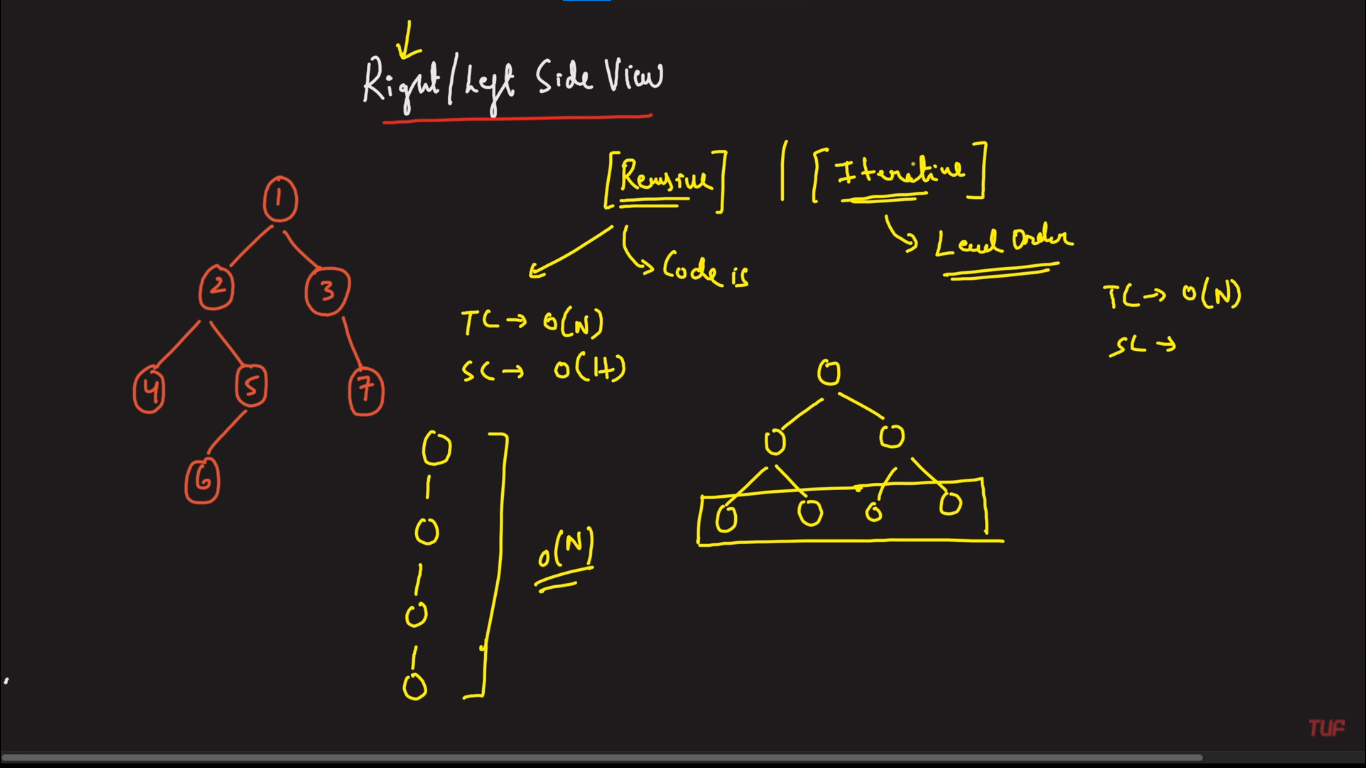 Right/Left Side View
[Recursive] | [Iterative]
Code is
Level Order
TC → O(N)
SC → O(H)
TC → O(N)
SC →
1
2 3
4 5 7
6
O(N)
TUF